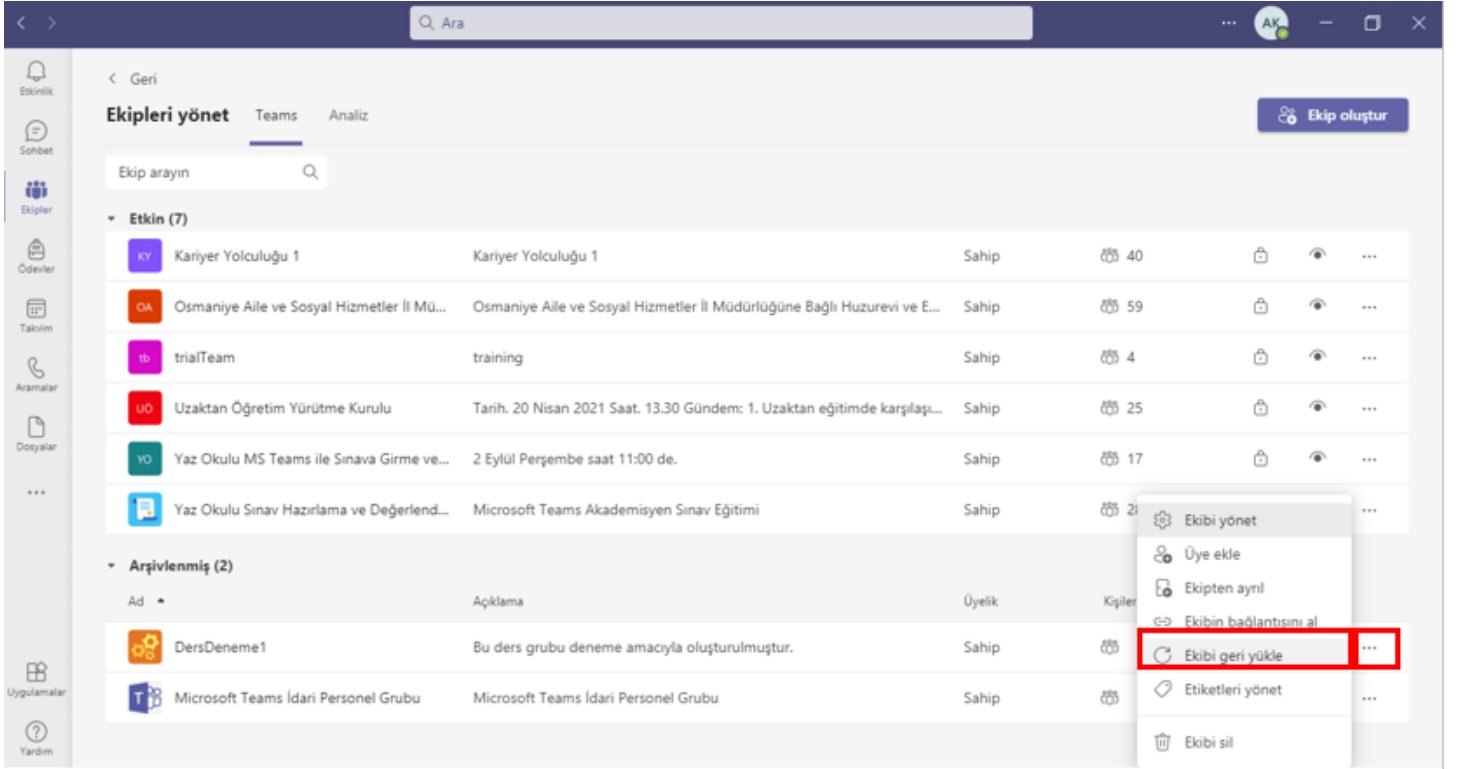 Ara
AK
Etkinlik
Sohbet
Ekipler
Ödevler
Takvim
Aramalar
Dosyalar
Uygulamalar
Yardım
Geri
Ekipleri yönet Teams Analiz
Ekip oluştur
Ekip arayın
Etkin (7)
KY Kariyer Yolculuğu 1 Kariyer Yolculuğu 1 Sahip 40
OA Osmaniye Aile ve Sosyal Hizmetler İl Mü... Osmaniye Aile ve Sosyal Hizmetler İl Müdürlüğüne Bağlı Huzurevi ve E... Sahip 59
tb trialTeam training Sahip 4
UÖ Uzaktan Öğretim Yürütme Kurulu Tarih. 20 Nisan 2021 Saat. 13.30 Gündem: 1. Uzaktan eğitimde karşılaşı... Sahip 25
YO Yaz Okulu MS Teams ile Sınava Girme ve... 2 Eylül Perşembe saat 11:00 de. Sahip 17
Yaz Okulu Sınav Hazırlama ve Değerlend... Microsoft Teams Akademisyen Sınav Eğitimi Sahip
Arşivlenmiş (2)
Ad Açıklama Üyelik Kişiler
DersDeneme1 Bu ders grubu deneme amacıyla oluşturulmuştur. Sahip
T Microsoft Teams İdari Personel Grubu Microsoft Teams İdari Personel Grubu Sahip
Ekibi yönet
Üye ekle
Ekipten ayrıl
Ekibin bağlantısını al
Ekibi geri yükle
Etiketleri yönet
Ekibi sil